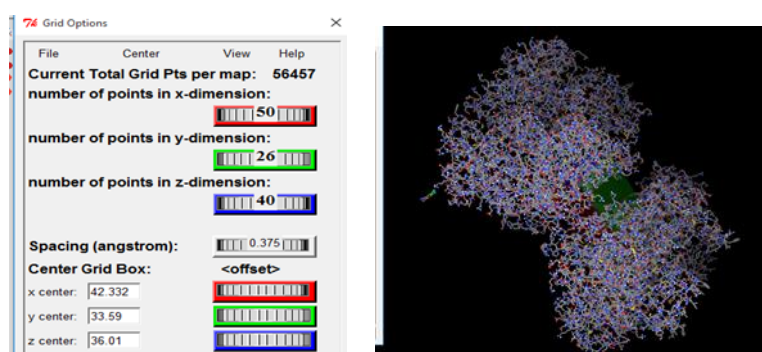 Grid Options
File Center View Help
Current Total Grid Pts per map: 56457
number of points in x-dimension:
50
number of points in y-dimension:
26
number of points in z-dimension:
40
Spacing (angstrom): 0.375
Center Grid Box: <offset>
x center: 42.332
y center: 33.59
z center: 36.01